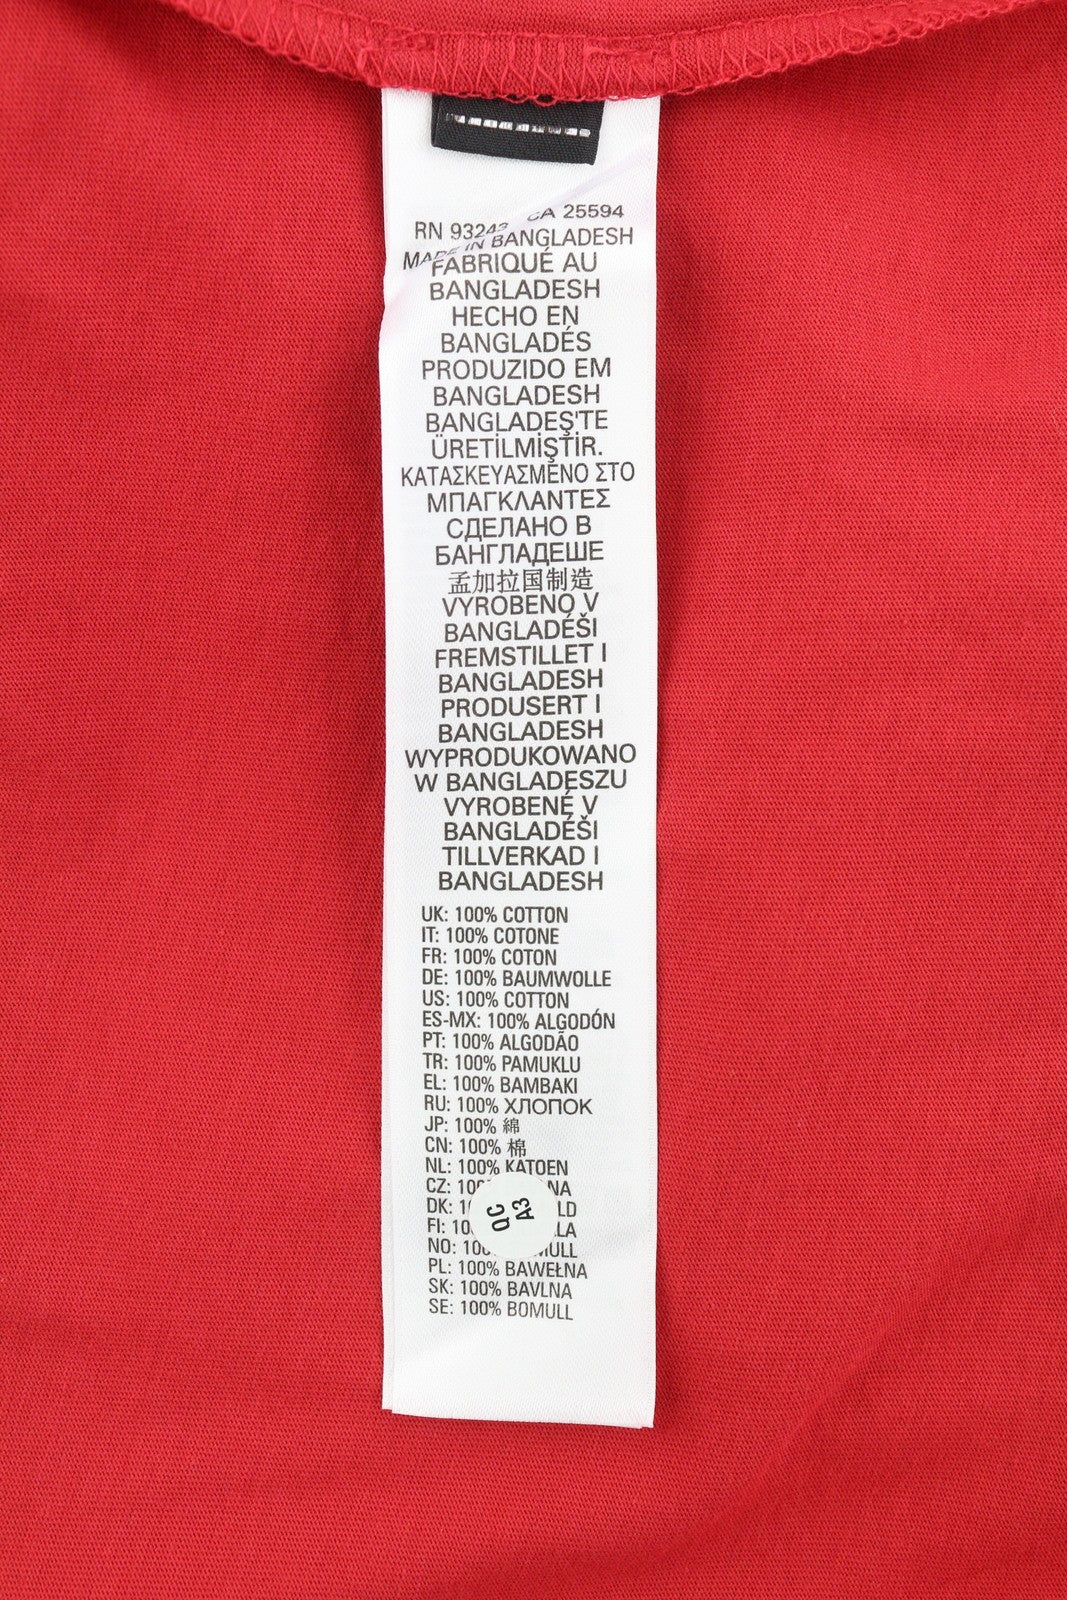 RN 93243 CA 25594
MADE IN BANGLADESH
FABRIQUÉ AU
BANGLADESH
HECHO EN
BANGLADÉS
PRODUZIDO EM
BANGLADESH
BANGLADEŞ'TE
ÜRETİLMİŞTİR.
ΚΑΤΑΣΚΕΥΑΣΜΕΝΟ ΣΤΟ
ΜΠΑΓΚΛΑΝΤΕΣ
СДЕЛАНО В
БАНГЛАДЕШЕ
孟加拉国制造
VYROBENO V
BANGLADÉŠI
FREMSTILLET I
BANGLADESH
PRODUSERT I
BANGLADESH
WYPRODUKOWANO
W BANGLADESZU
VYROBENÉ V
BANGLADÉŠI
TILLVERKAD I
BANGLADESH
UK: 100% COTTON
IT: 100% COTONE
FR: 100% COTON
DE: 100% BAUMWOLLE
US: 100% COTTON
ES-MX: 100% ALGODÓN
PT: 100% ALGODÃO
TR: 100% PAMUKLU
EL: 100% ΒΑΜΒΑΚΙ
RU: 100% ХЛОПОК
JP: 100% 綿
CN: 100% 棉
NL: 100% KATOEN
CZ:
DK:
FI:
NO:
QC
A3
PL: 100% BAWEŁNA
SK: 100% BAVLNA
SE: 100% BOMULL